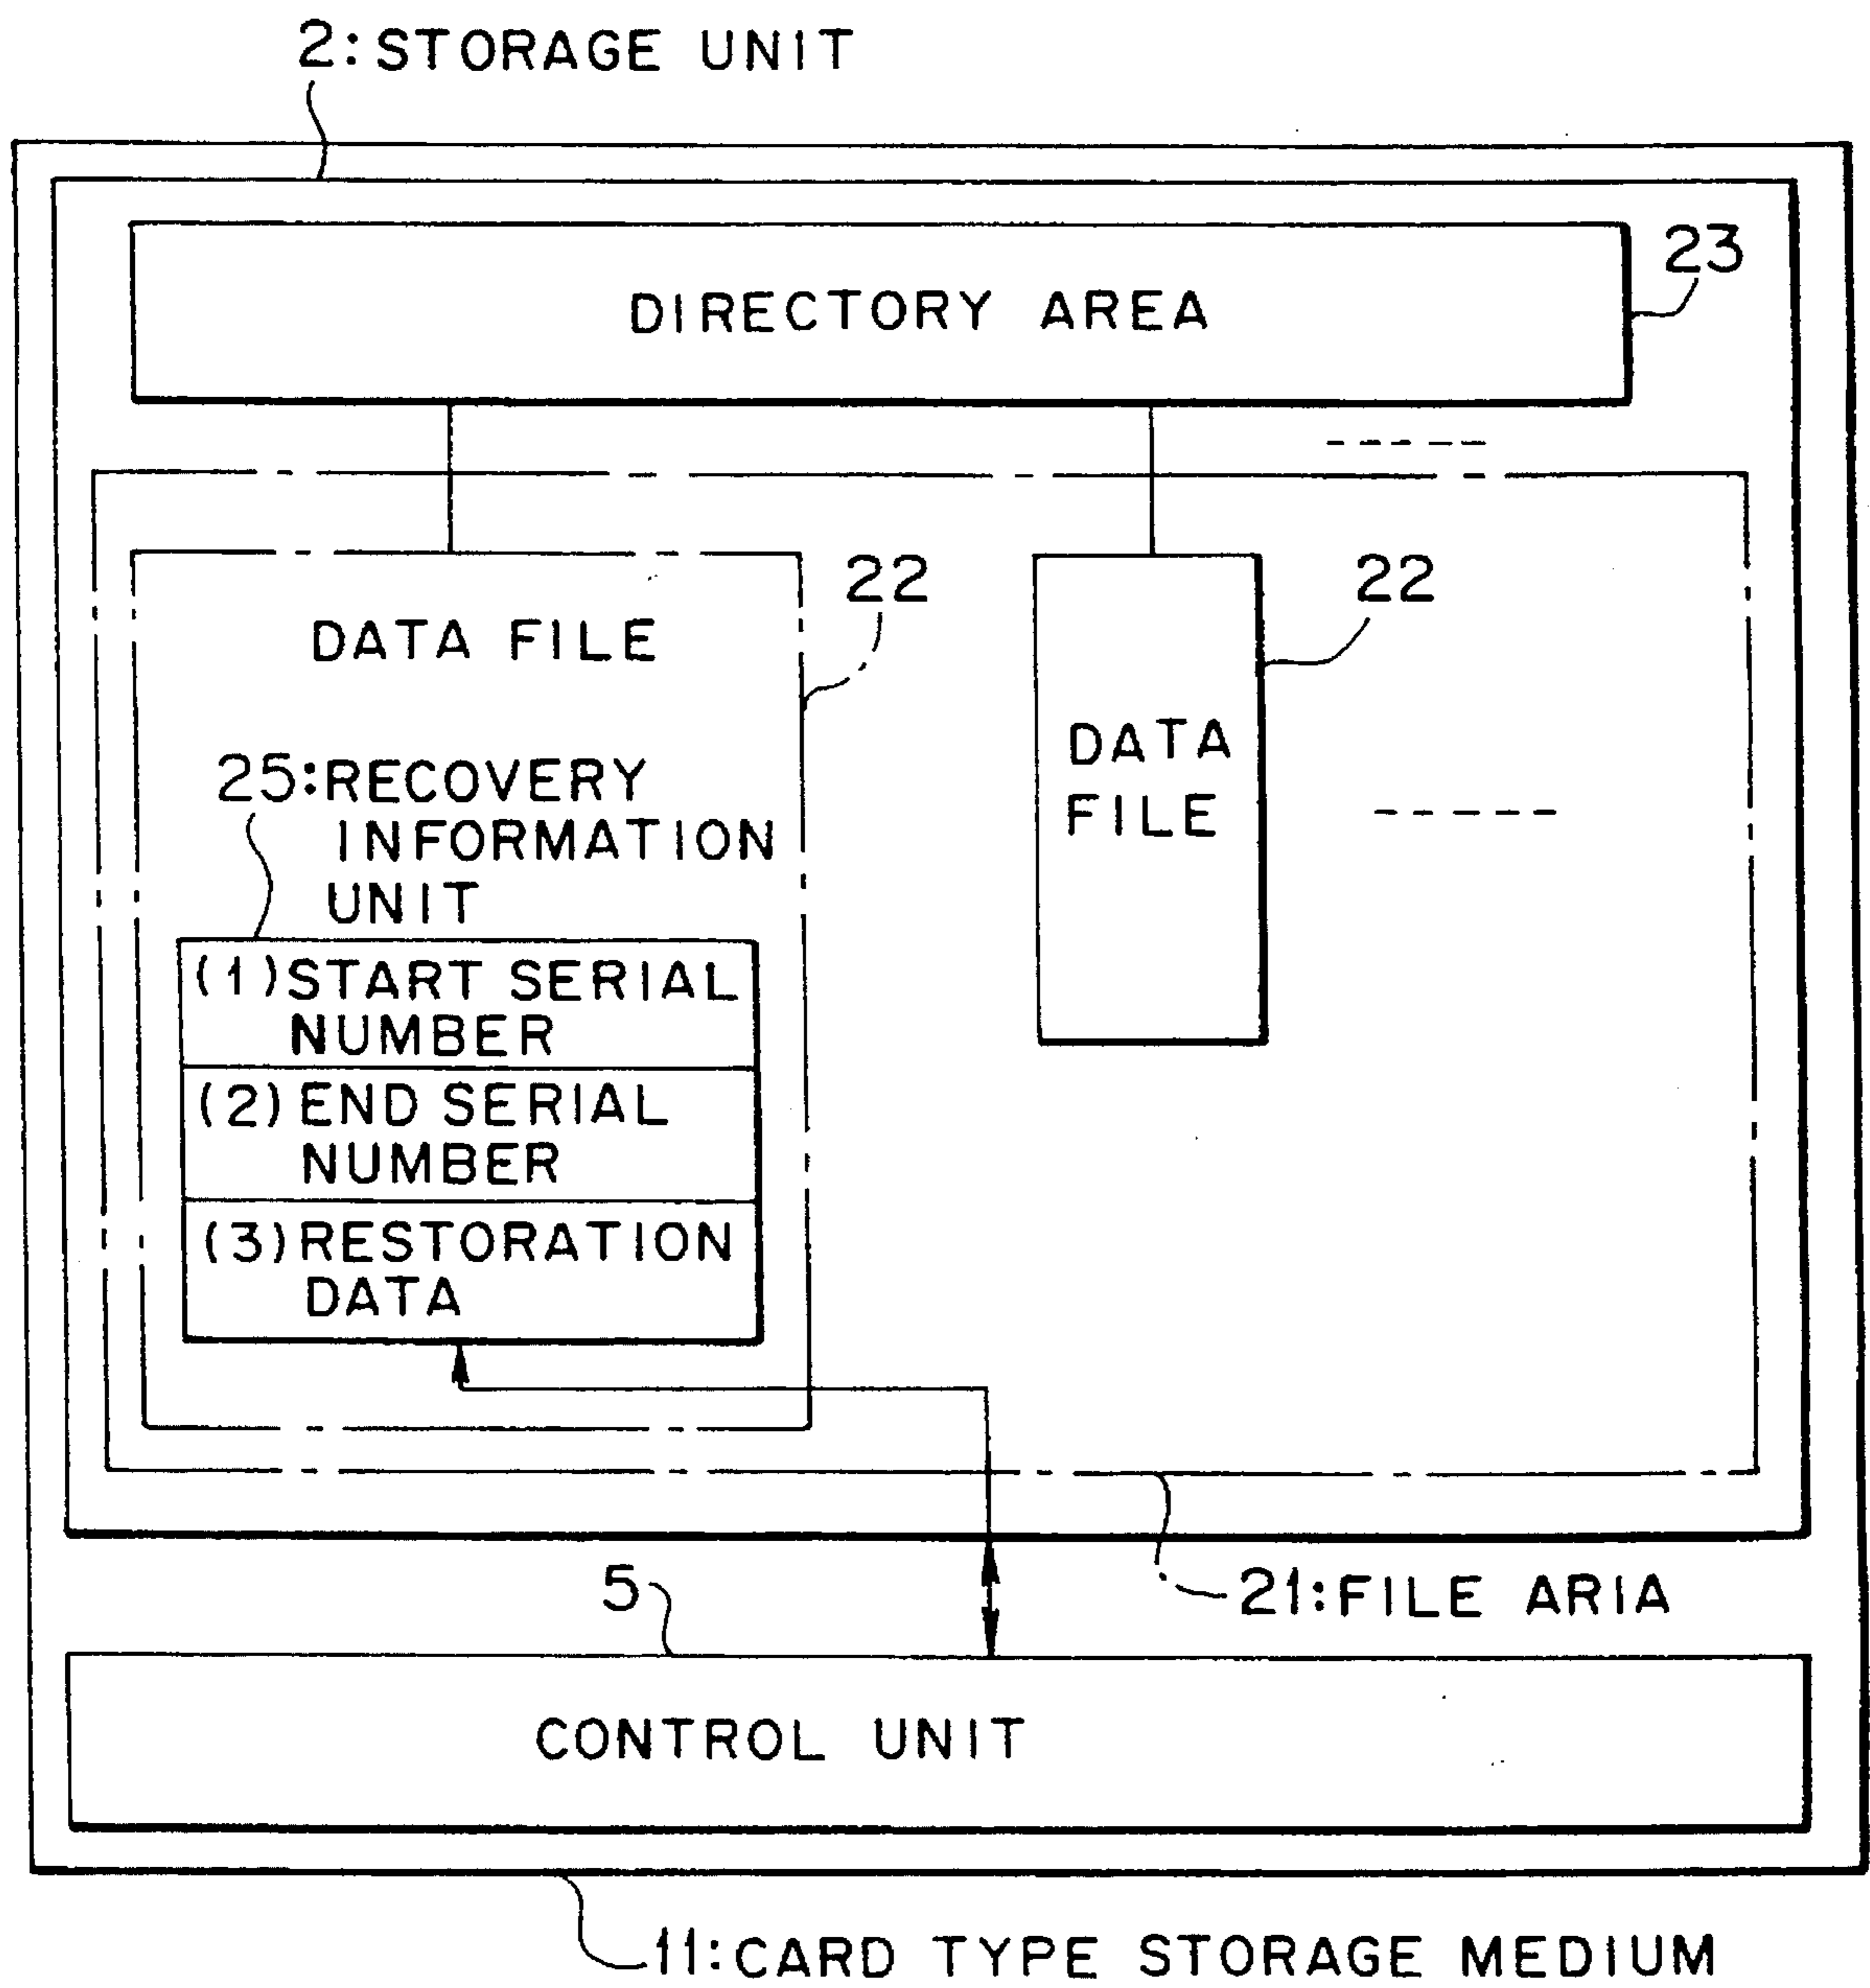 2:STORAGE UNIT
23
DIRECTORY AREA
22
22
DATA FILE
DATA
FILE
25:RECOVERY
INFORMATION
UNIT
(1)START SERIAL
NUMBER
(2)END SERIAL
NUMBER
(3)RESTORATION
DATA
5
21:FILE ARIA
CONTROL UNIT
11:CARD TYPE STORAGE MEDIUM